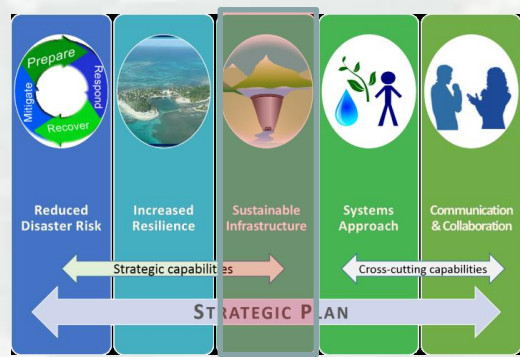 Prepare
Respond
Recover
Mitigate
Reduced
Disaster Risk
Increased
Resilience
Sustainable
Infrastructure
Systems
Approach
Communication
& Collaboration
Strategic capabilities
Cross-cutting capabilities
STRATEGIC PLAN